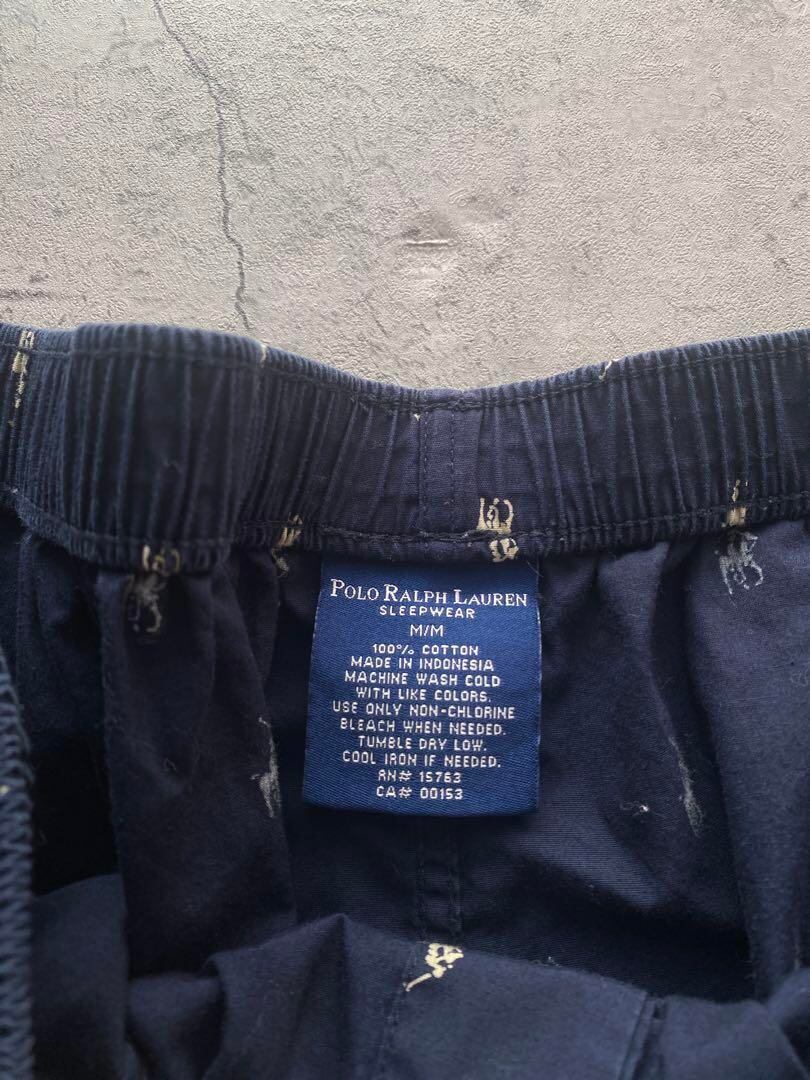 POLO RALPH LAUREN
SLEEPWEAR
M/M
100% COTTON
MADE IN INDONESIA
MACHINE WASH COLD
WITH LIKE COLORS.
USE ONLY NON-CHLORINE
BLEACH WHEN NEEDED.
TUMBLE DRY LOW.
COOL IRON IF NEEDED.
RN# 15763
CA# 00153